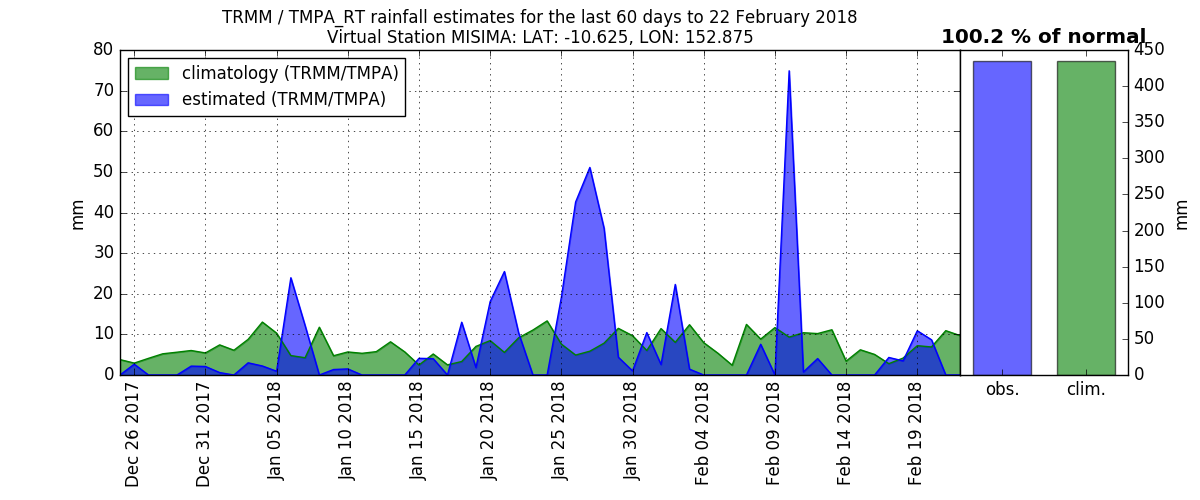 TRMM / TMPA_RT rainfall estimates for the last 60 days to 22 February 2018
Virtual Station MISIMA: LAT: -10.625, LON: 152.875
100.2 % of normal
climatology (TRMM/TMPA)
estimated (TRMM/TMPA)
mm
80
70
60
50
40
30
20
10
0
Dec 26 2017
Dec 31 2017
Jan 05 2018
Jan 10 2018
Jan 15 2018
Jan 20 2018
Jan 25 2018
Jan 30 2018
Feb 04 2018
Feb 09 2018
Feb 14 2018
Feb 19 2018
obs.
clim.
450
400
350
300
250
200
150
100
50
0
mm